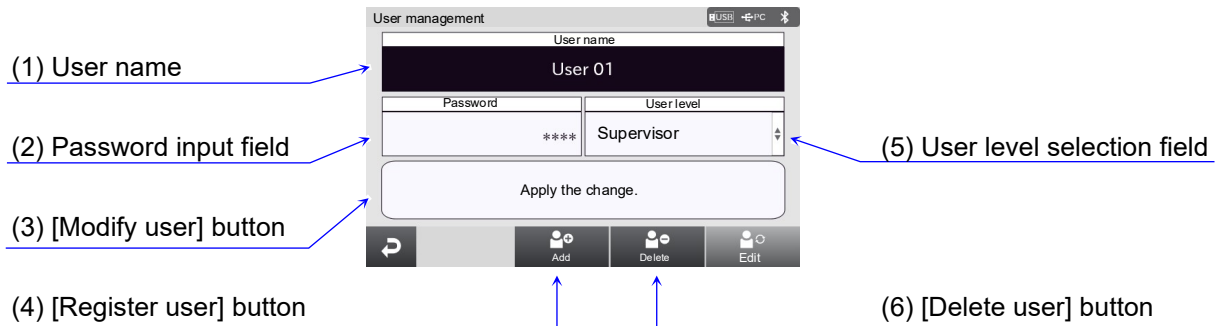 User management
USB PC
User name
(1) User name
User 01
Password
User level
(2) Password input field
****
Supervisor
(5) User level selection field
Apply the change.
(3) [Modify user] button
Add
Delete
Edit
(4) [Register user] button
(6) [Delete user] button